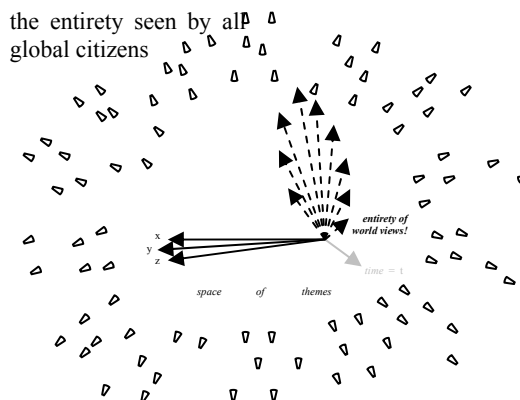 the entirety seen by all
global citizens
entirety of
world views!
x
y
z
time = t
space of themes